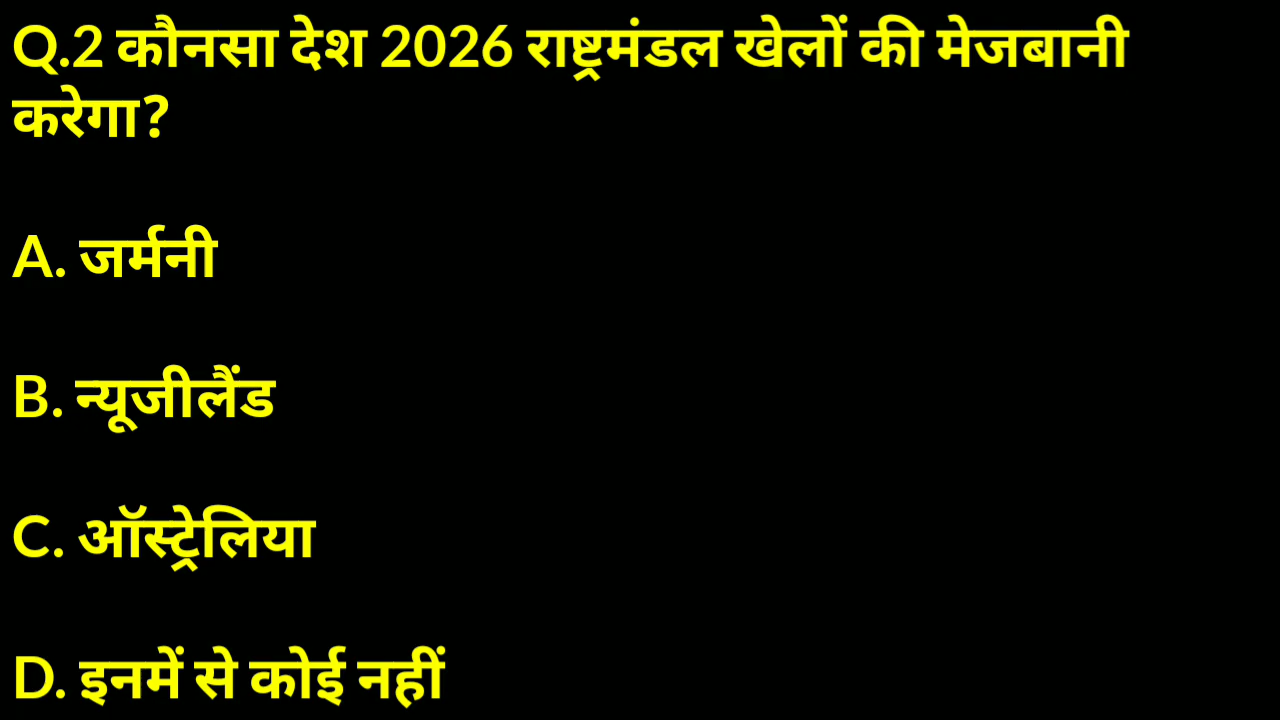 Q.2 कौनसा देश 2026 राष्ट्रमंडल खेलों की मेजबानी
करेगा?
A. जर्मनी
B. न्यूजीलैंड
C. ऑस्ट्रेलिया
D. इनमें से कोई नहीं